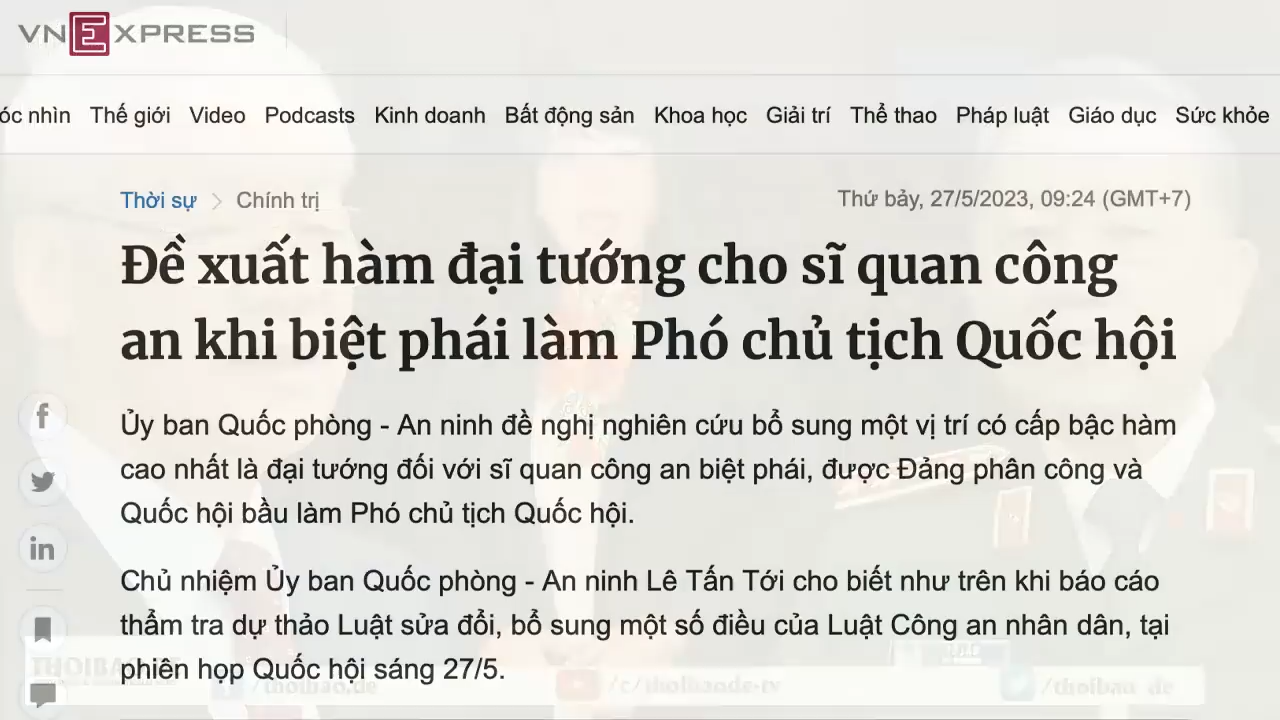 VNEXPRESS
óc nhìn Thế giới Video Podcasts Kinh doanh Bất động sản Khoa học Giải trí Thể thao Pháp luật Giáo dục Sức khỏe
Thời sự > Chính trị
Thứ bảy, 27/5/2023, 09:24 (GMT+7)
Đề xuất hàm đại tướng cho sĩ quan công
an khi biệt phái làm Phó chủ tịch Quốc hội
Ủy ban Quốc phòng - An ninh đề nghị nghiên cứu bổ sung một vị trí có cấp bậc hàm
cao nhất là đại tướng đối với sĩ quan công an biệt phái, được Đảng phân công và
Quốc hội bầu làm Phó chủ tịch Quốc hội.
Chủ nhiệm Ủy ban Quốc phòng - An ninh Lê Tấn Tới cho biết như trên khi báo cáo
thẩm tra dự thảo Luật sửa đổi, bổ sung một số điều của Luật Công an nhân dân, tại
phiên họp Quốc hội sáng 27/5.
THOIBAO.DE
/thoibao.de /c/thoibaode-tv /thoibao_de